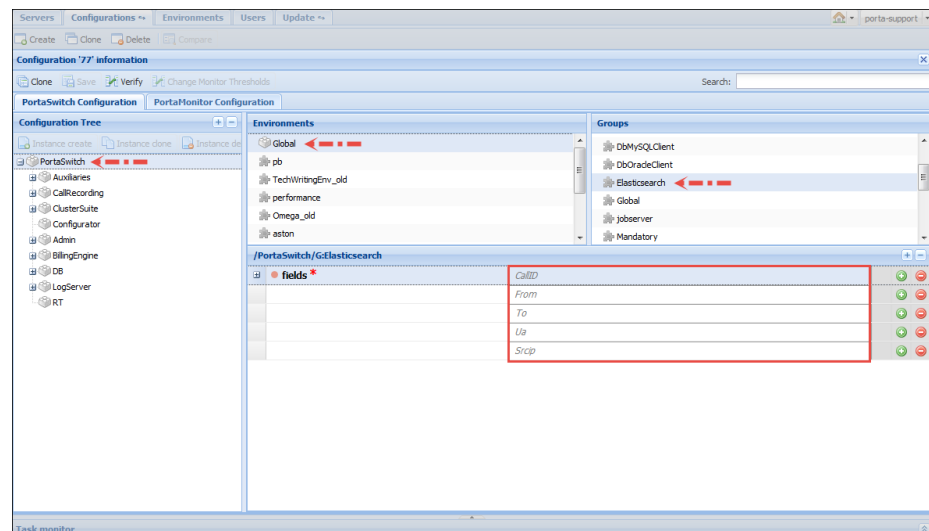 Servers Configurations Environments Users Update porta-support
Create Clone Delete Compare
Configuration '77' information
Clone Save Verify Change Monitor Thresholds Search:
PortaSwitch Configuration PortaMonitor Configuration
Configuration Tree
Instance create Instance clone Instance de
PortaSwitch
Auxiliaries
CallRecording
ClusterSuite
Configurator
Admin
BillingEngine
DB
LogServer
RT
Environments
Global
pb
TechWritingEnv_old
performance
Omega_old
aston
Groups
DbMySQLClient
DbOracleClient
Elasticsearch
Global
jobserver
Mandatory
/PortaSwitch/G:Elasticsearch
fields * CallID
From
To
Ua
Srcip
Task monitor